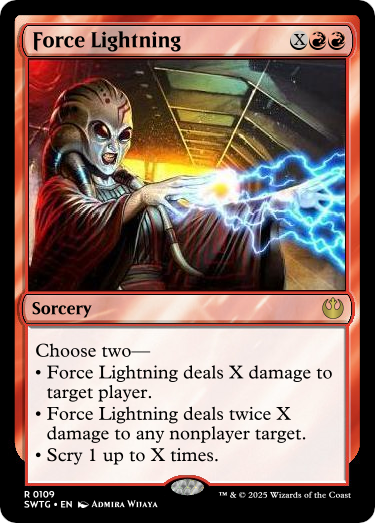 Force Lightning X
Sorcery
Choose two—
• Force Lightning deals X damage to
target player.
• Force Lightning deals twice X
damage to any nonplayer target.
• Scry 1 up to X times.
R 0109
SWTG • EN ADMIRA WIJAYA
™ & © 2025 Wizards of the Coast